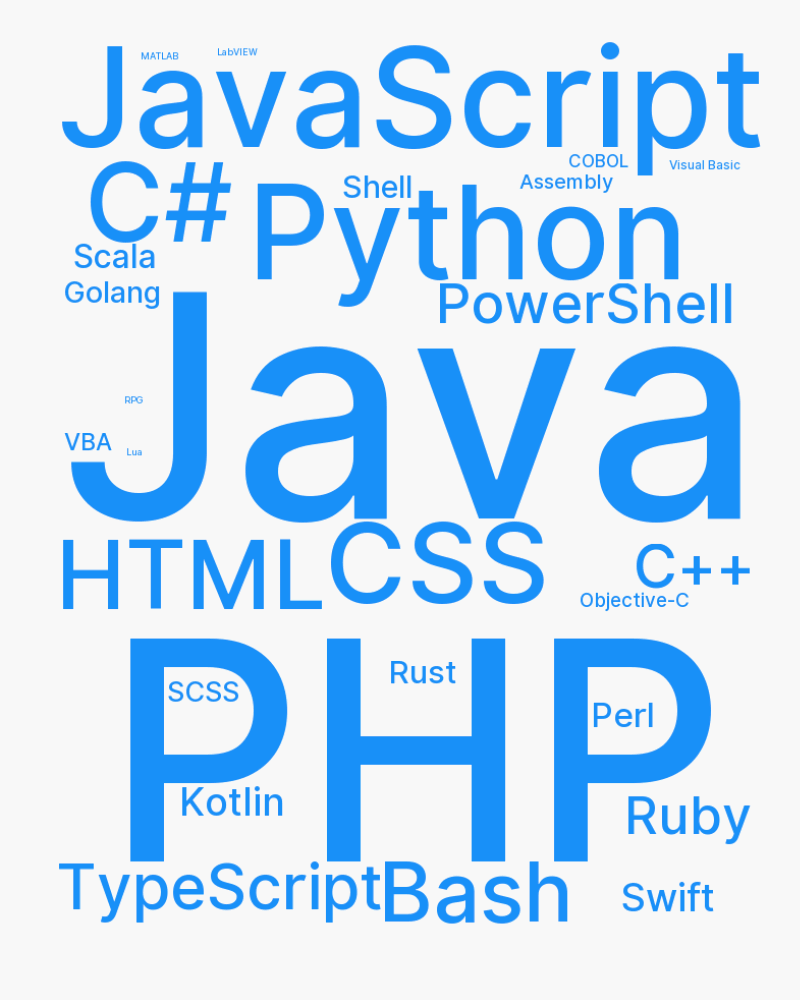 MATLAB
LabVIEW
JavaScript
COBOL
Visual Basic
C#
Shell
Assembly
Python
Scala
Golang
PowerShell
Java
RPG
VBA
Lua
HTML
CSS
C++
Objective-C
PHP
Rust
SCSS
Perl
Kotlin
Ruby
TypeScript
Bash
Swift